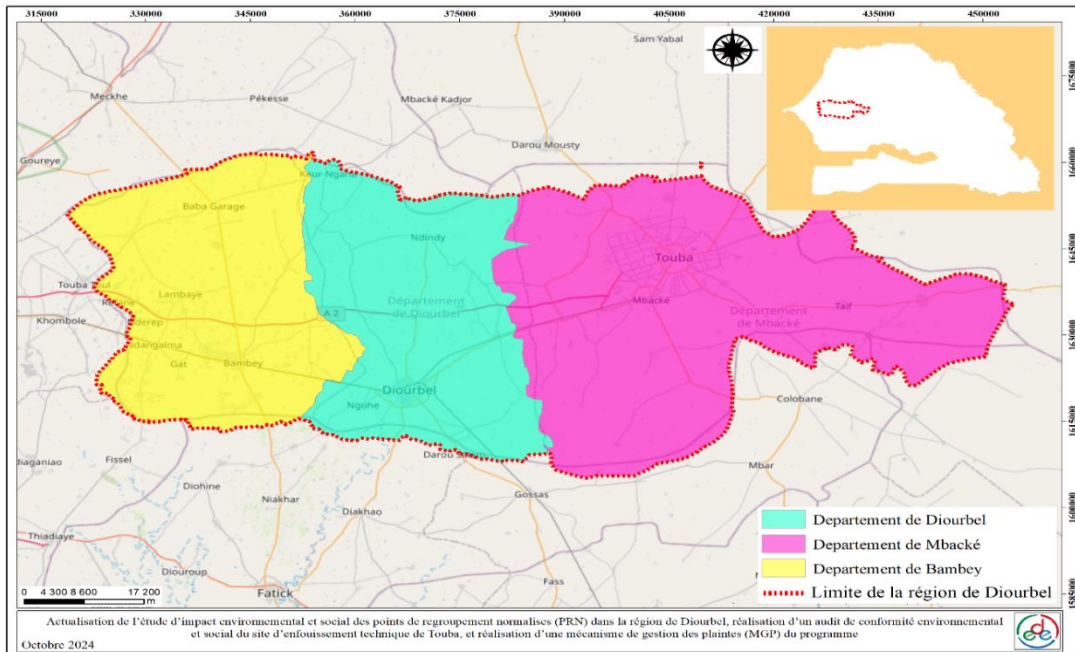 315000 330000 345000 360000 375000 390000 405000 420000 435000 450000
Sam Yabal
1675000
Meckhe
Pékesse
Mbacké Kadjor
Goureye
Darou Mousty
1660000
Keur Ngana
Baba Garage
Ndindy
1645000
Touba
Touba Toul
Lambaye
Mbacké
Département
de Diourbel
A 2
Taif
Khombole
Département
de Mbacké
1630000
Ndangalma
Gat
Bambey
Diourbel
Ngohe
Colobane
1615000
Fissel
Mbar
Diohine
Niakhar
Gossas
Diakhao
1600000
Thiadiaye
Diouroup
Fatick
Fass
1585000
Departement de Diourbel
Departement de Mbacké
Departement de Bambey
Limite de la région de Diourbel
0 4 300 8 600 17 200
m
Actualisation de l'étude d'impact environnemental et social des points de regroupement normalises (PRN) dans la région de Diourbel, réalisation d'un audit de conformité environnemental
et social du site d'enfouissement technique de Touba, et réalisation d'une mécanisme de gestion des plaintes (MGP) du programme
Octobre 2024